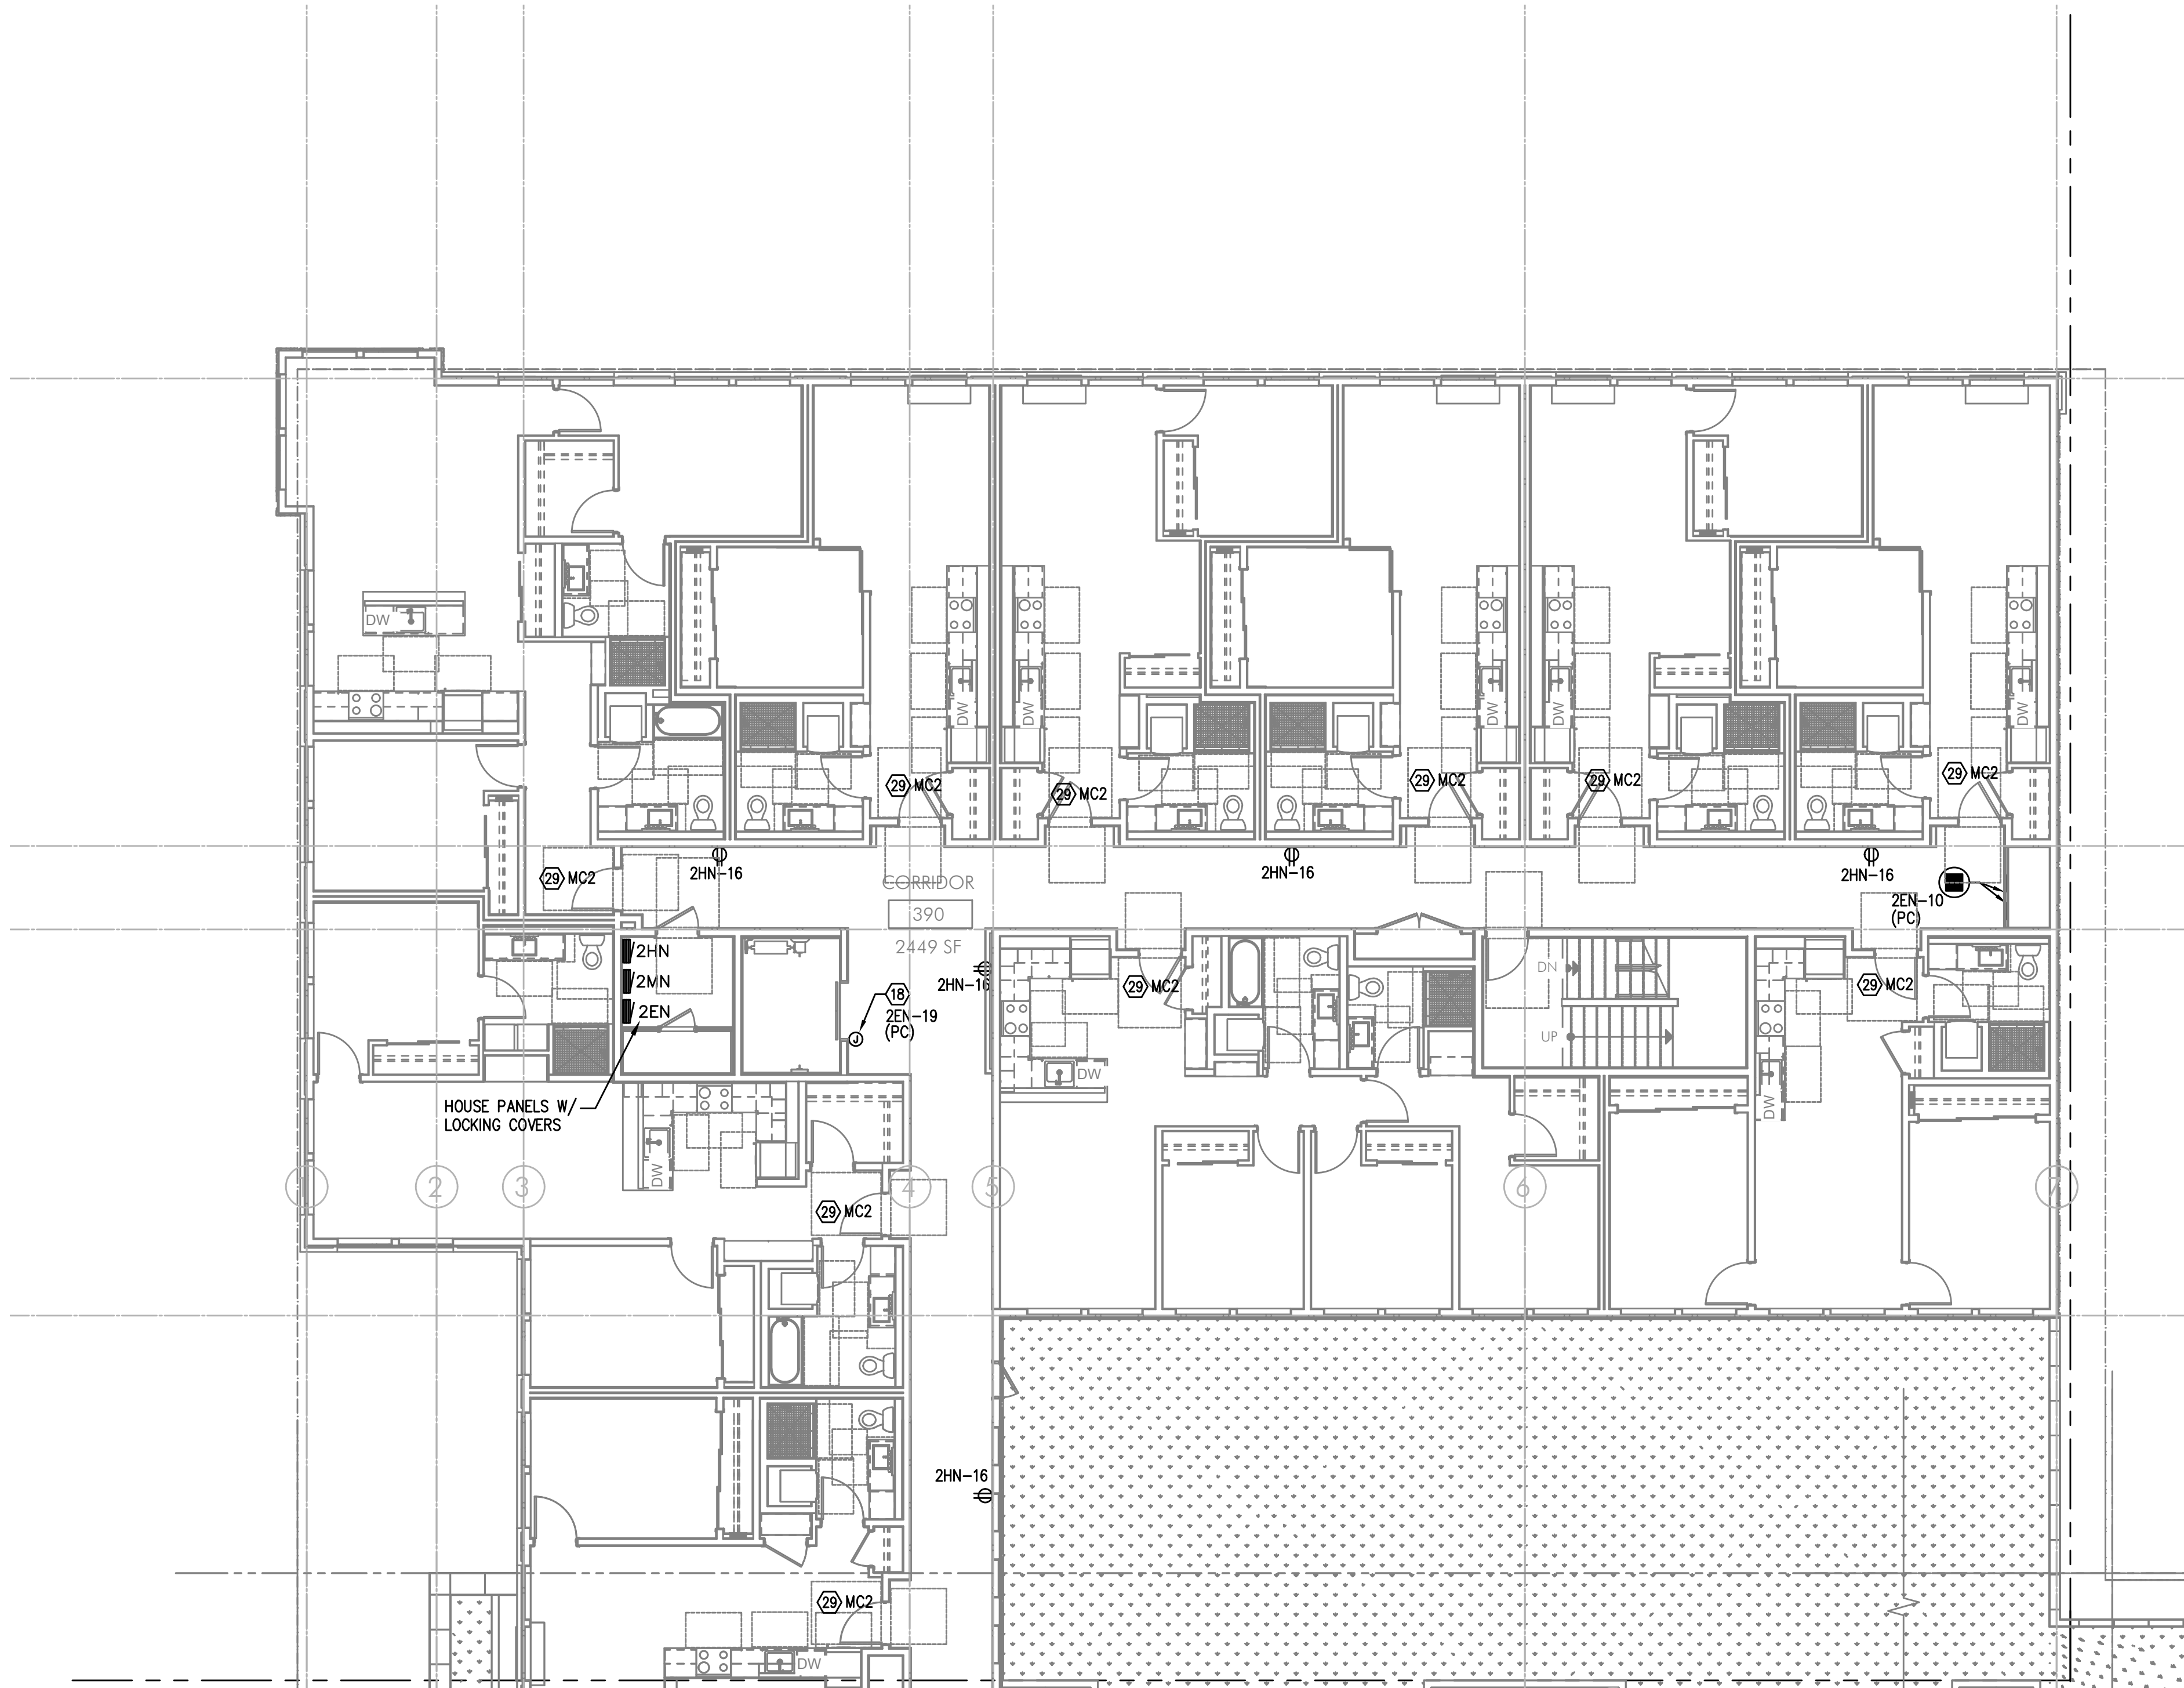 DW
DW
DW
DW
DW
DW
29 MC2
29 MC2
29 MC2
29 MC2
29 MC2
29 MC2
2HN-16
2HN-16
2HN-16
CORRIDOR
390
2449 SF
2EN-10
(PC)
2HN
2MN
2EN
2HN-16
18
2EN-19
(PC)
J
29 MC2
29 MC2
DN
UP
DW
DW
HOUSE PANELS W/
LOCKING COVERS
DW
1
2
3
4
5
6
7
29 MC2
2HN-16
29 MC2
DW